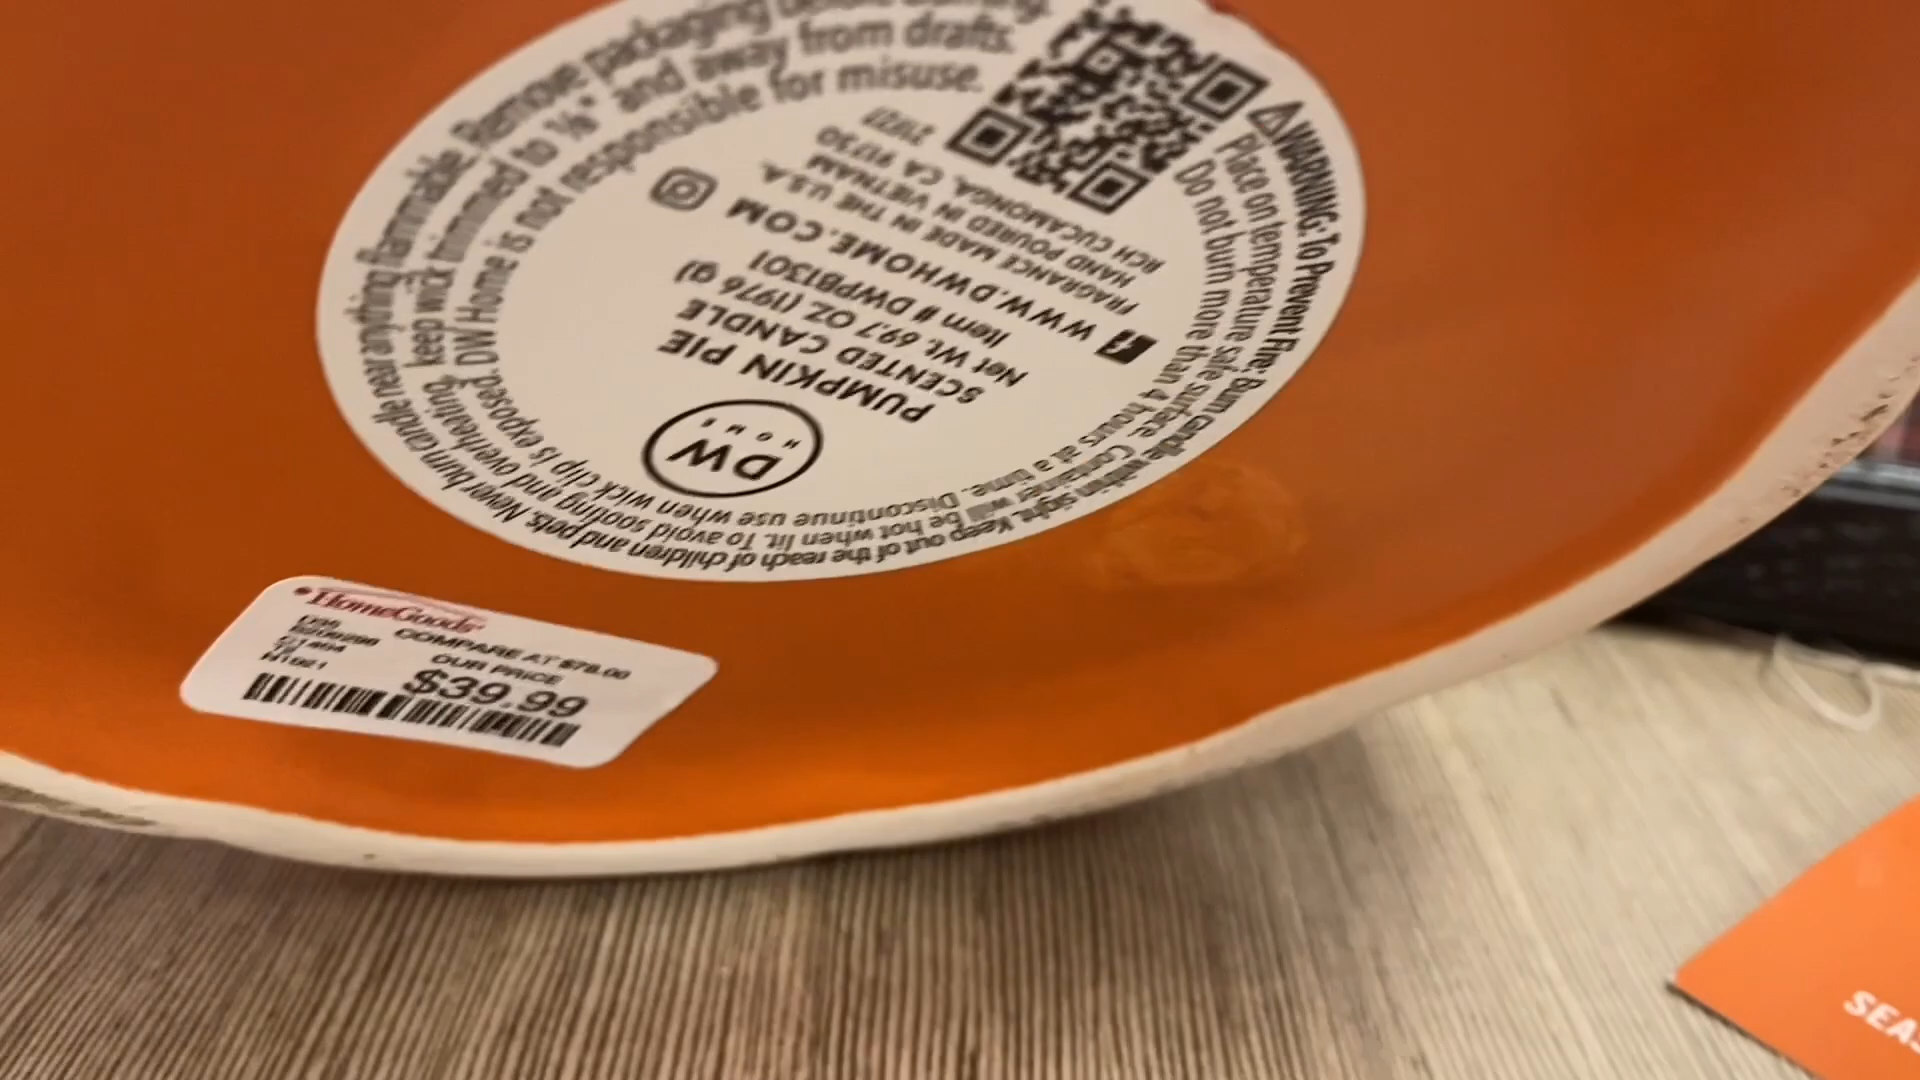 DW
HOME
PUMPKIN PIE
SCENTED CANDLE
Net Wt. 69.7 OZ. (1976 g)
Item # DWPB1301
WWW.DWHOME.COM
FRAGRANCE MADE IN THE U.S.A.
HAND POURED IN VIETNAM
RCH CUCAMONGA, CA 91730
21727
WARNING: To Prevent Fire; Burn candle within sight. Keep out of the reach of children and pets. Never burn candle near anything flammable. Remove packaging before burning.
Place on temperature safe surface. Container will be hot when lit. To avoid sooting and overheating, keep wick trimmed to 1/8" and away from drafts.
Do not burn more than 4 hours at a time. Discontinue use when wick clip is exposed. DW Home is not responsible for misuse.
HomeGoods
COMPARE AT $78.00
OUR PRICE
$39.99
SEAS